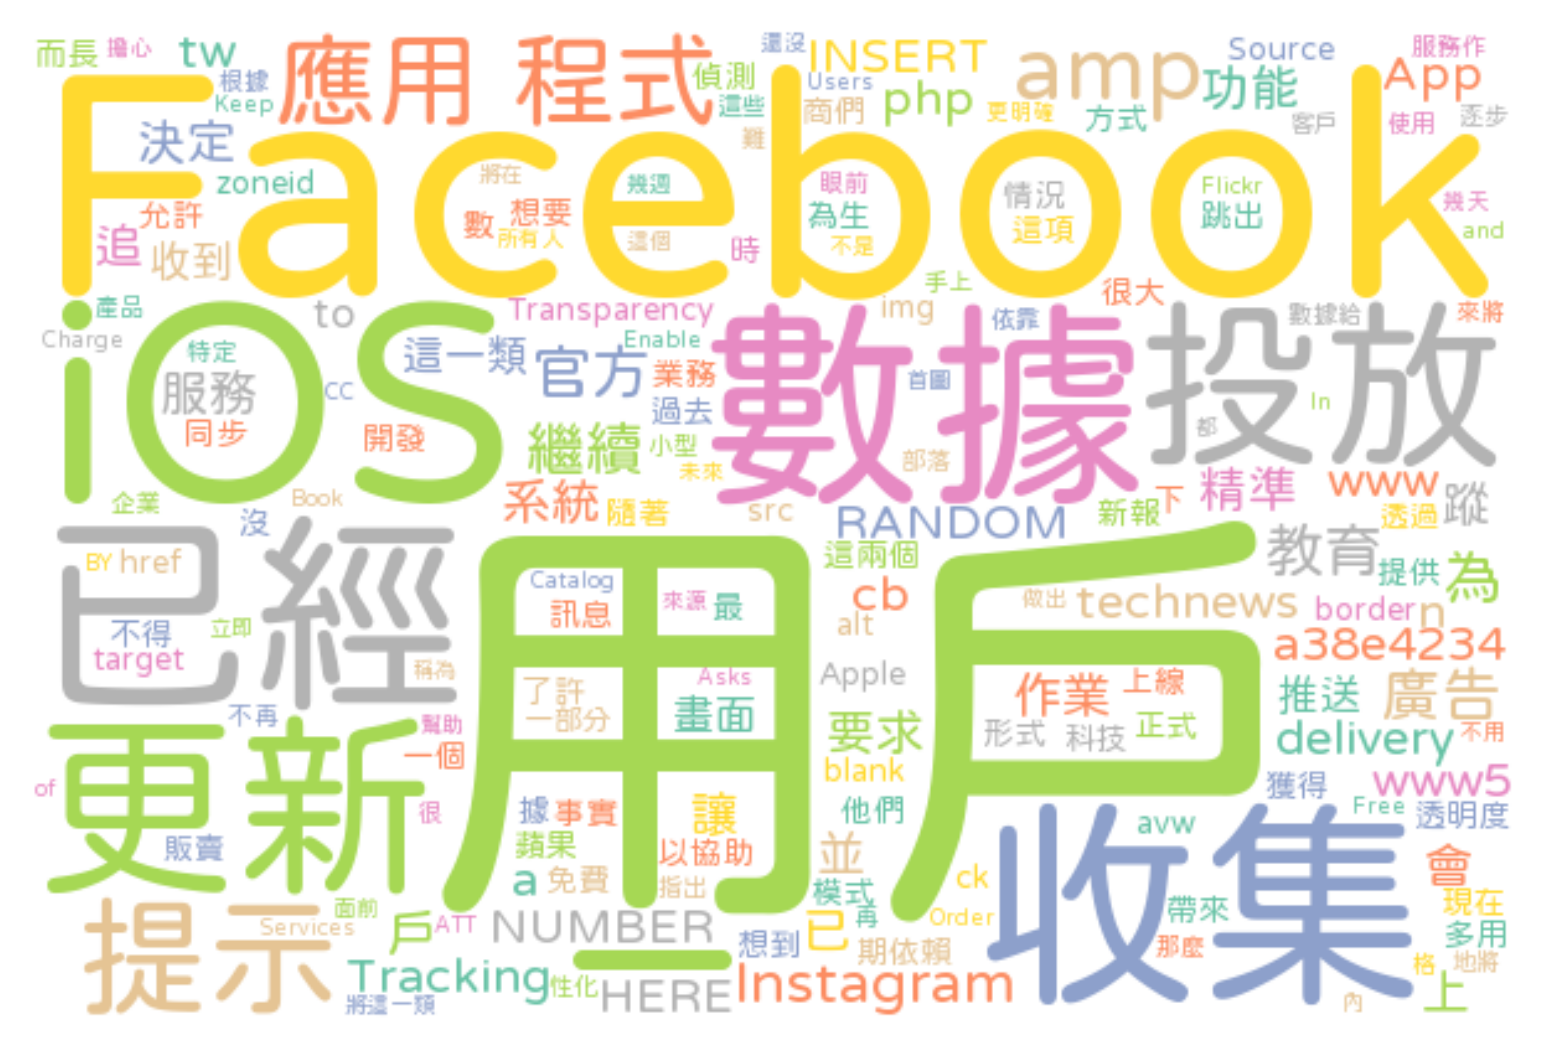 而長 擔心 tw 應用 程式 還沒 INSERT amp Source 服務作
根據 Keep 偵測 Users 功能 App
決定 這些 商們 php 更明確 方式 客戶 使用 逐步
難
Facebook
zoneid 將在 幾週 眼前 情況 Flickr 幾天
允許 數 想要 為生 這項 跳出 and
追 收到 所有人 這個 時 不是
手上 很大
iOS
產品 to Transparency img 依靠 數據給 來將
數據 投放
Charge 特定 cc 這一類 官方 Enable 業務 首圖
服務 過去 In
同步 開發 繼續 小型 都
未來 部落 精準 www
企業 Book 系統 隨著 src 新報 下 透過 蹤
沒 RANDOM
已經 用戶
BY href Catalog 這兩個 教育 提供 為
訊息 來源 最 cb 做出 technews border n
不得 立即 alt a38e4234
target 稱為 Asks Apple 作業 上線 推送 廣告
了許
一部分 畫面
不再 幫助 要求 形式 科技 正式 delivery 不用
更新 一個 blank 獲得 www5
of 很 據 事實 讓 他們 Free 透明度
收集
販賣 蘋果 以協助 並 avw 會
a 免費 指出 模式 ck 現在
提示 面前 再 Order 帶來 多用
Services 戶 ATT NUMBER 想到 已 期依賴 那麼 格 地將
一
Tracking 性化 HERE Instagram 上
將這一類 內